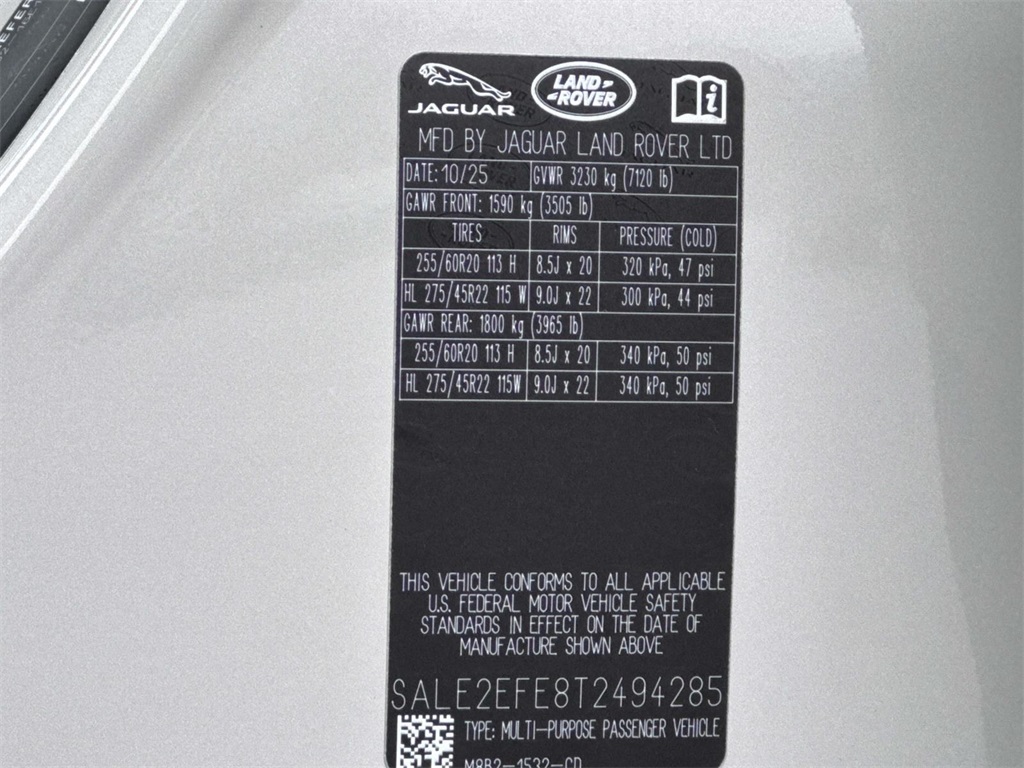 JAGUAR
LAND ROVER
MFD BY JAGUAR LAND ROVER LTD
DATE: 10/25 GVWR 3230 kg (7120 lb)
GAWR FRONT: 1590 kg (3505 lb)
TIRES RIMS PRESSURE (COLD)
255/60R20 113 H 8.5J x 20 320 kPa, 47 psi
HL 275/45R22 115 W 9.0J x 22 300 kPa, 44 psi
GAWR REAR: 1800 kg (3965 lb)
255/60R20 113 H 8.5J x 20 340 kPa, 50 psi
HL 275/45R22 115W 9.0J x 22 340 kPa, 50 psi
THIS VEHICLE CONFORMS TO ALL APPLICABLE
U.S. FEDERAL MOTOR VEHICLE SAFETY
STANDARDS IN EFFECT ON THE DATE OF
MANUFACTURE SHOWN ABOVE
SALE2EFE8T2494285
TYPE: MULTI-PURPOSE PASSENGER VEHICLE
M8B2-1532-CD